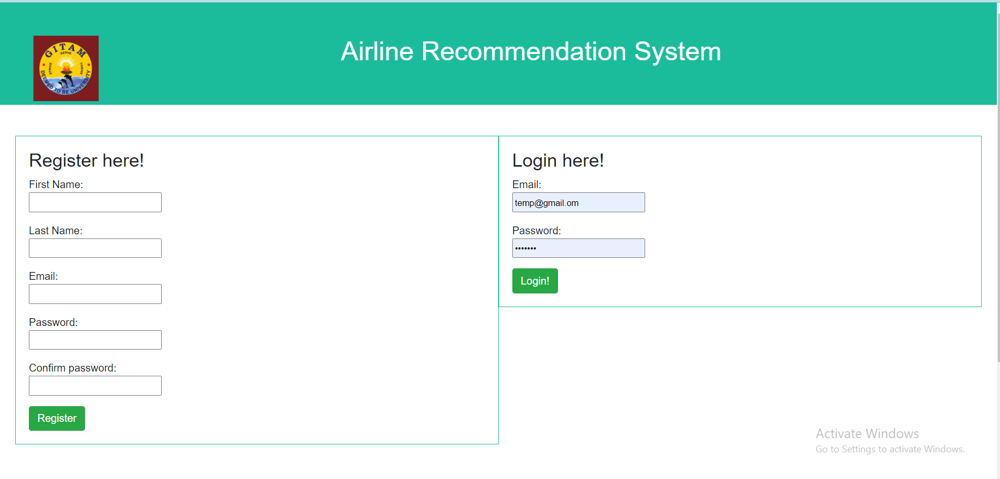 GITAM
SERVE
STRIVE
THRIVE
DEEMED TO BE UNIVERSITY
Airline Recommendation System
Register here!
First Name:
Last Name:
Email:
Password:
Confirm password:
Register
Login here!
Email:
temp@gmail.om
Password:
•••••••
Login!
Activate Windows
Go to Settings to activate Windows.